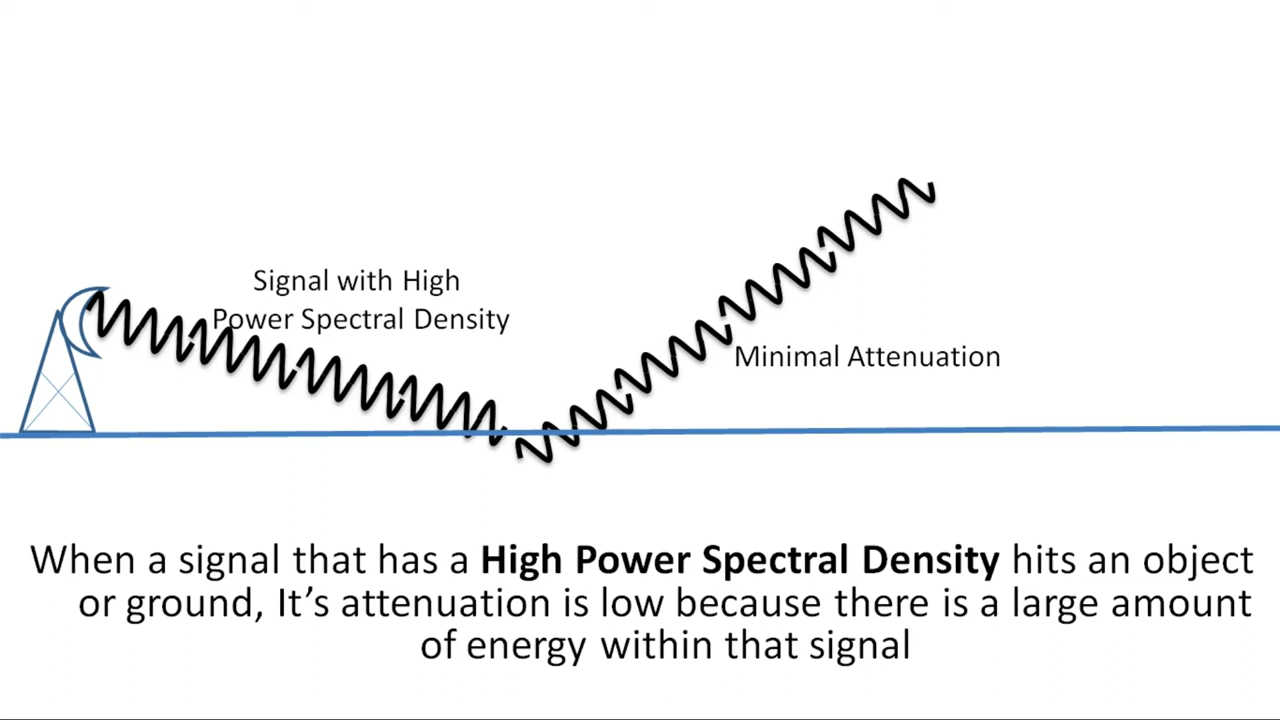 Signal with High
Power Spectral Density
Minimal Attenuation
When a signal that has a High Power Spectral Density hits an object
or ground, It’s attenuation is low because there is a large amount
of energy within that signal